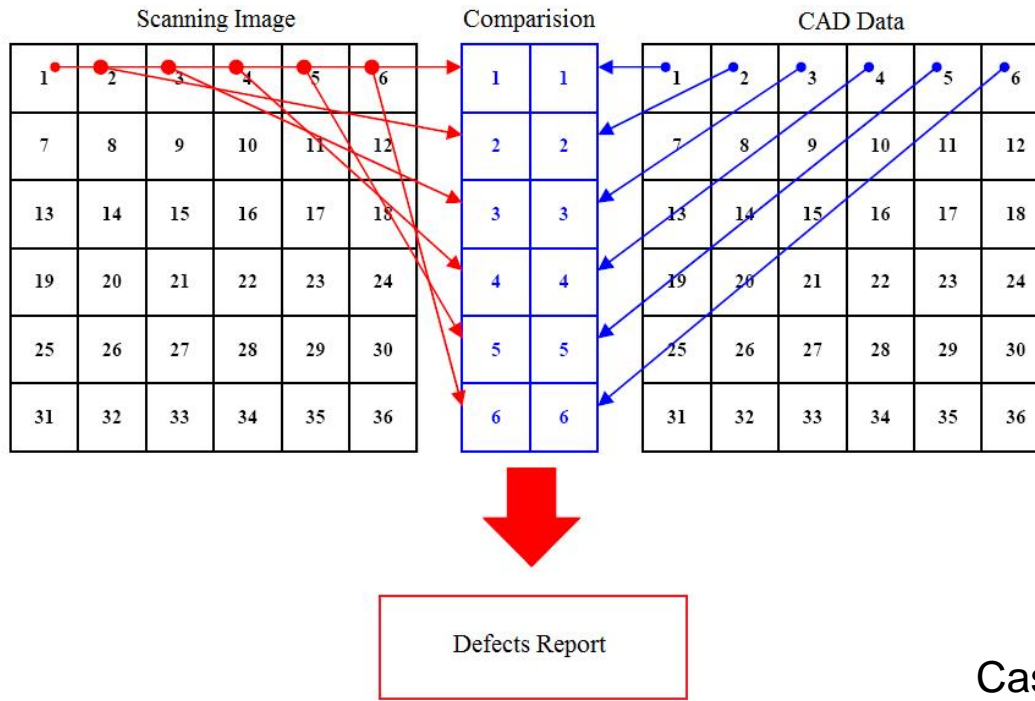 Scanning Image Comparision CAD Data
1 2 3 4 5 6 1 1 1 2 3 4 5 6
7 8 9 10 11 12 2 2 7 8 9 10 11 12
13 14 15 16 17 18 3 3 13 14 15 16 17 18
19 20 21 22 23 24 4 4 19 20 21 22 23 24
25 26 27 28 29 30 5 5 25 26 27 28 29 30
31 32 33 34 35 36 6 6 31 32 33 34 35 36
Defects Report
Cas